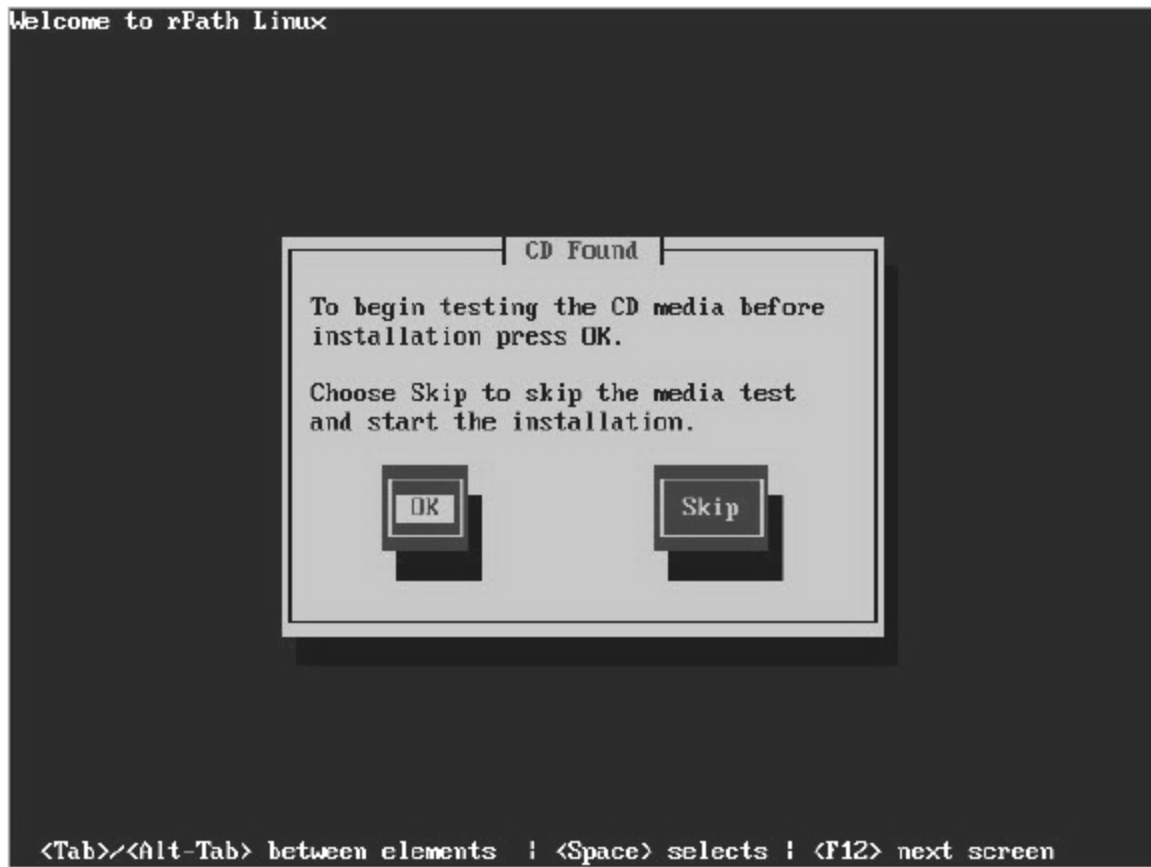 Welcome to rPath Linux
CD Found
To begin testing the CD media before
installation press OK.
Choose Skip to skip the media test
and start the installation.
OK
Skip
<Tab>/<Alt-Tab> between elements | <Space> selects | <F12> next screen